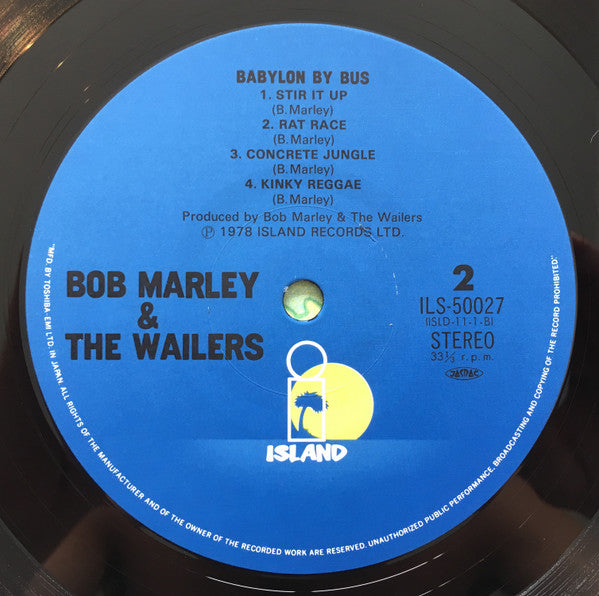 BABYLON BY BUS
1. STIR IT UP
(B. Marley)
2. RAT RACE
(B. Marley)
3. CONCRETE JUNGLE
(B. Marley)
4. KINKY REGGAE
(B. Marley)
Produced by Bob Marley & The Wailers
℗ 1978 ISLAND RECORDS LTD.
BOB MARLEY
&
THE WAILERS
2
ILS-50027
(ISLD-11-1-B)
STEREO
33⅓ r.p.m.
JASRAC
ISLAND
"MFD. BY TOSHIBA EMI LTD. IN JAPAN ALL RIGHTS OF THE MANUFACTURER AND OF THE OWNER OF THE RECORDED WORK ARE RESERVED. UNAUTHORIZED PUBLIC PERFORMANCE, BROADCASTING AND COPYING OF THE RECORD PROHIBITED."